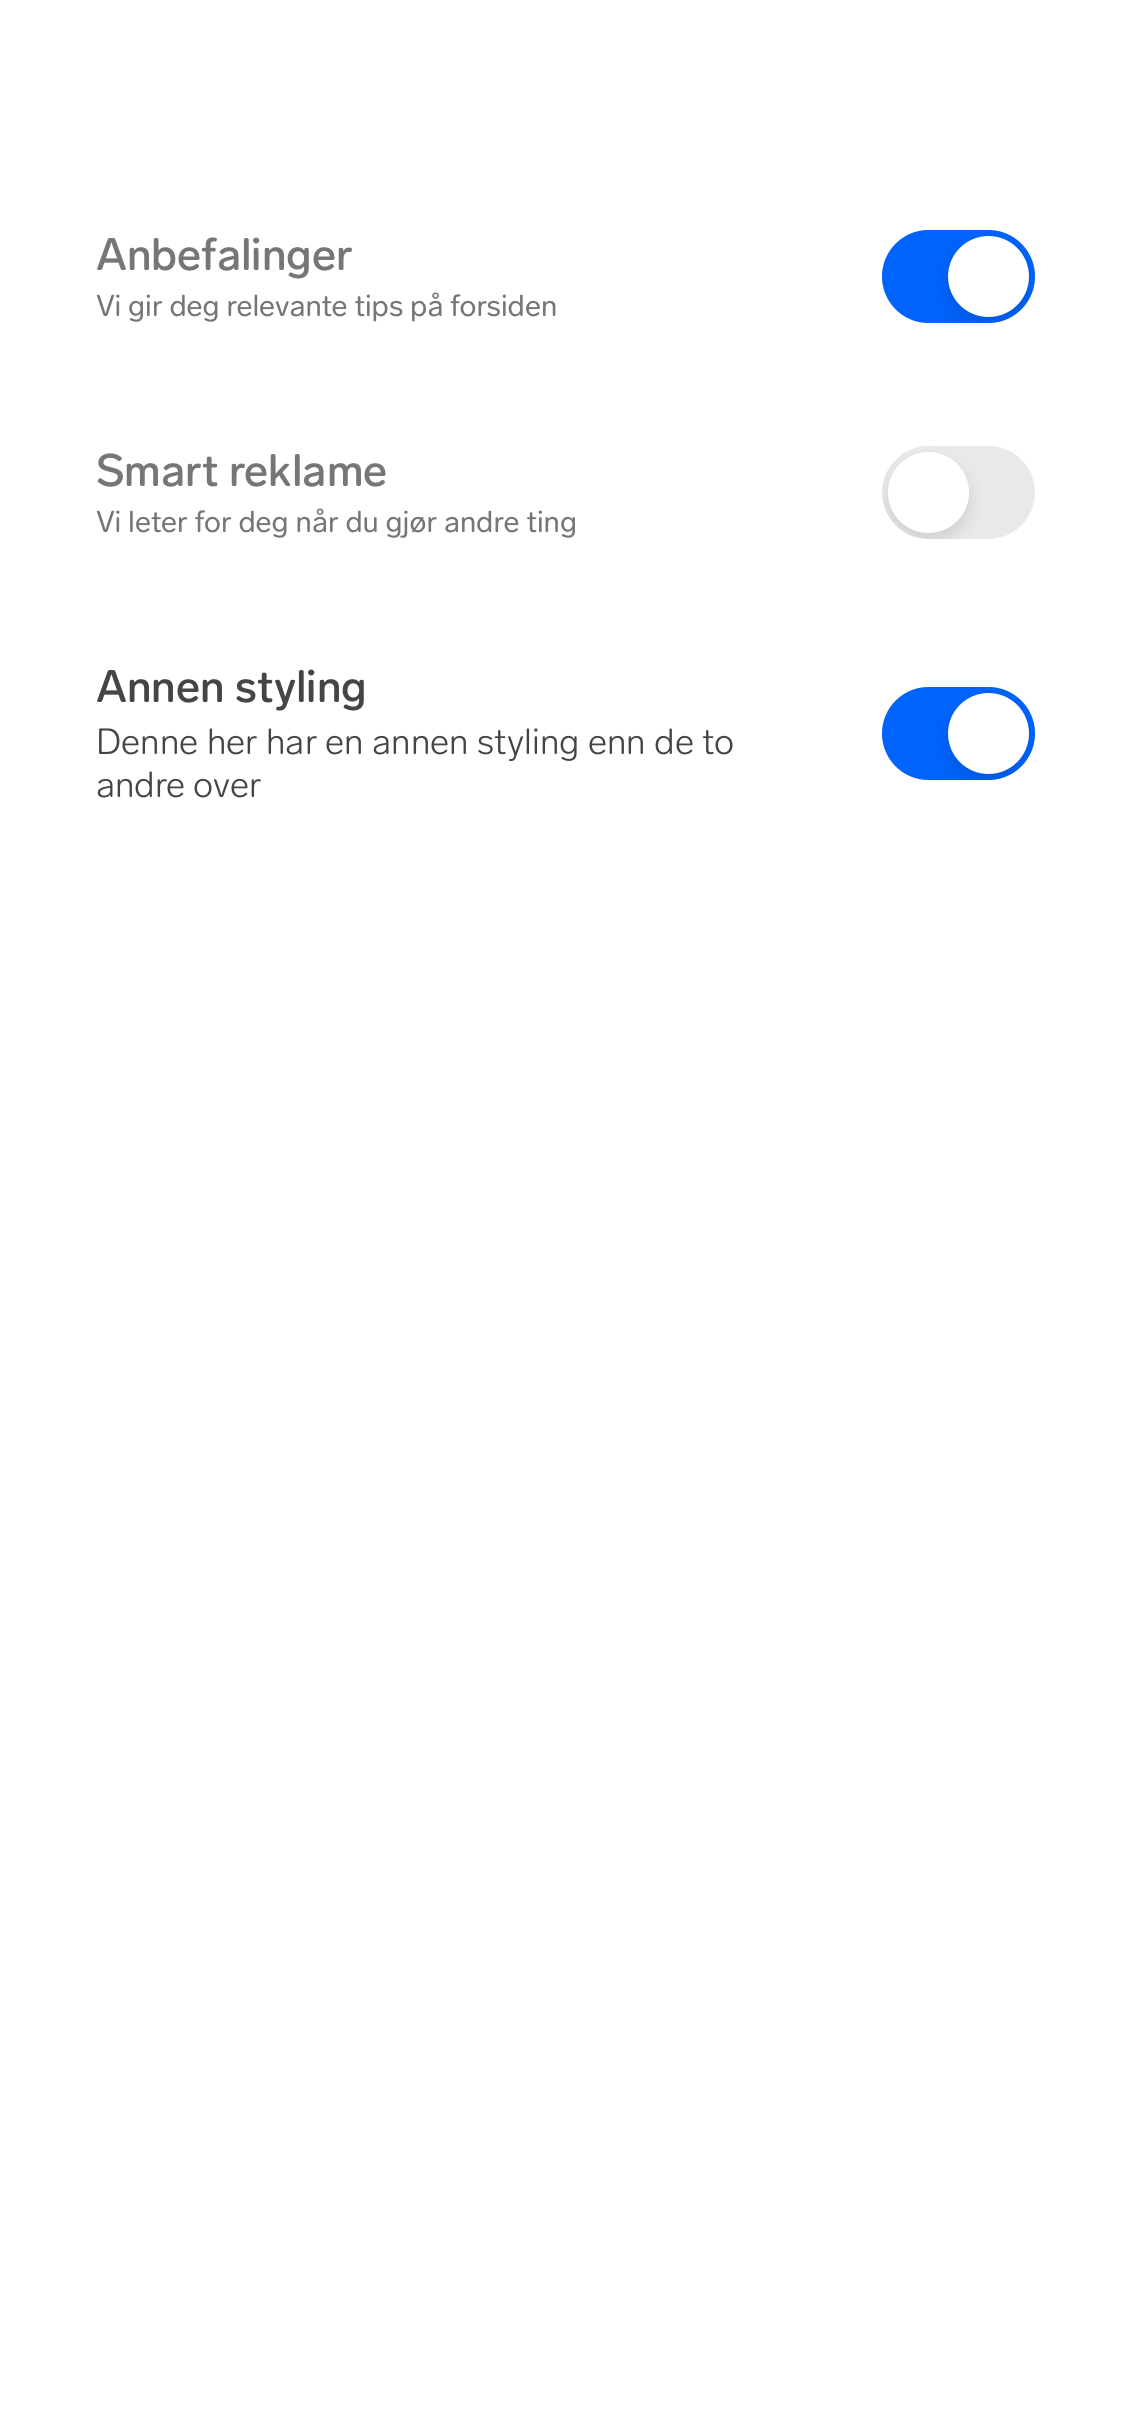 Anbefalinger
Vi gir deg relevante tips på forsiden
Smart reklame
Vi leter for deg når du gjør andre ting
Annen styling
Denne her har en annen styling enn de to
andre over